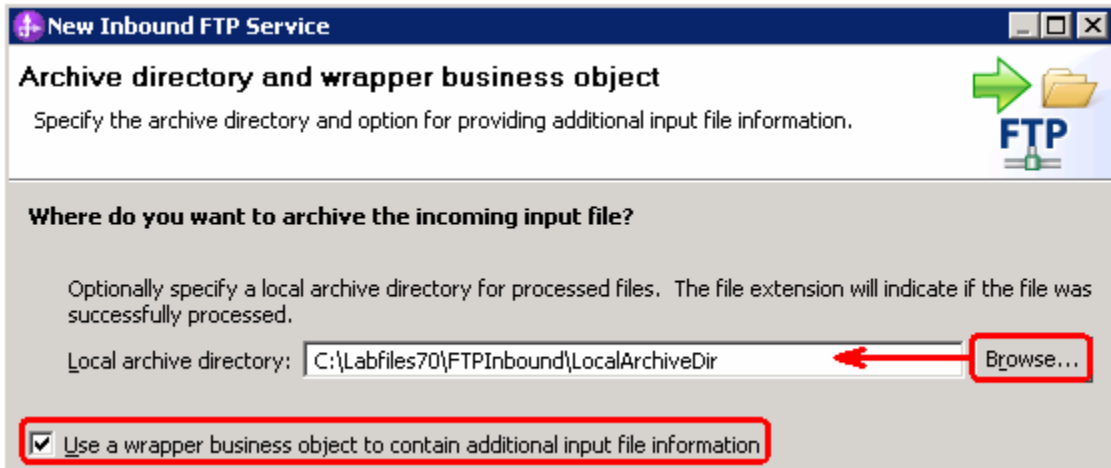 New Inbound FTP Service
Archive directory and wrapper business object
Specify the archive directory and option for providing additional input file information.
FTP
Where do you want to archive the incoming input file?
Optionally specify a local archive directory for processed files. The file extension will indicate if the file was
successfully processed.
Local archive directory: C:\Labfiles70\FTPInbound\LocalArchiveDir Browse...
Use a wrapper business object to contain additional input file information